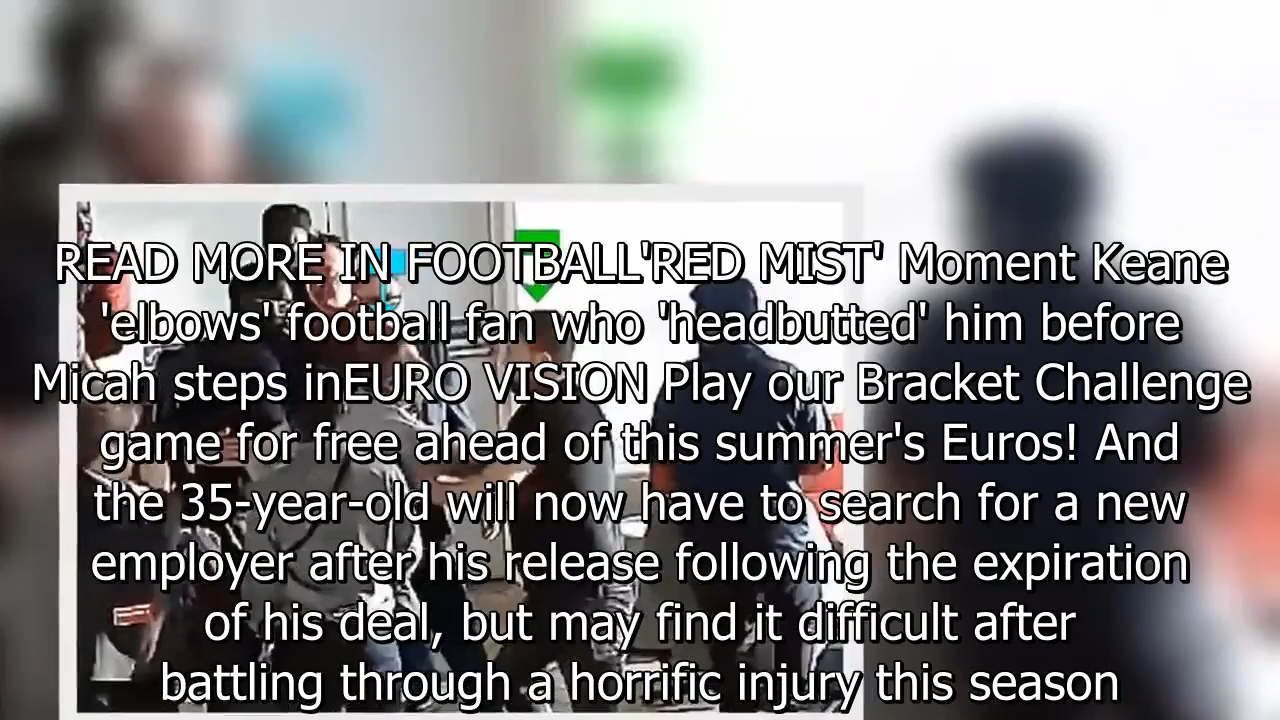 READ MORE IN FOOTBALL'RED MIST' Moment Keane
'elbows' football fan who 'headbutted' him before
Micah steps inEURO VISION Play our Bracket Challenge
game for free ahead of this summer's Euros! And
the 35-year-old will now have to search for a new
employer after his release following the expiration
of his deal, but may find it difficult after
battling through a horrific injury this season